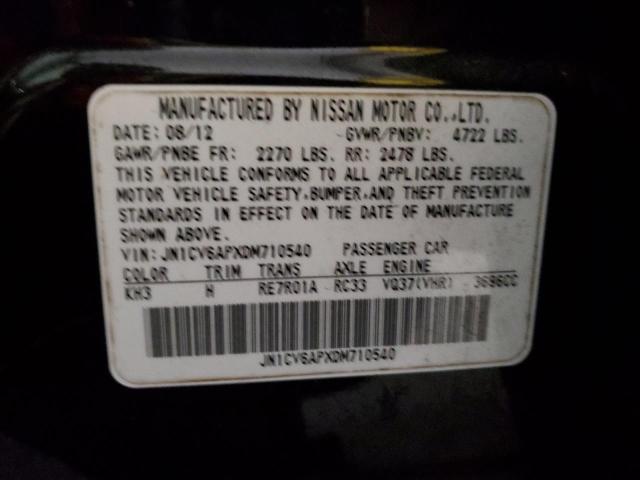 MANUFACTURED BY NISSAN MOTOR CO.,LTD.
DATE: 08/12 GVWR/PNBV: 4722 LBS.
GAWR/PNBE FR: 2270 LBS. RR: 2478 LBS.
THIS VEHICLE CONFORMS TO ALL APPLICABLE FEDERAL
MOTOR VEHICLE SAFETY,BUMPER,AND THEFT PREVENTION
STANDARDS IN EFFECT ON THE DATE OF MANUFACTURE
SHOWN ABOVE.
VIN: JN1CV6APXDM710540 PASSENGER CAR
COLOR TRIM TRANS AXLE ENGINE
KH3 H RE7R01A RC33 VQ37(VHR) 3696CC
JN1CV6APXDM710540